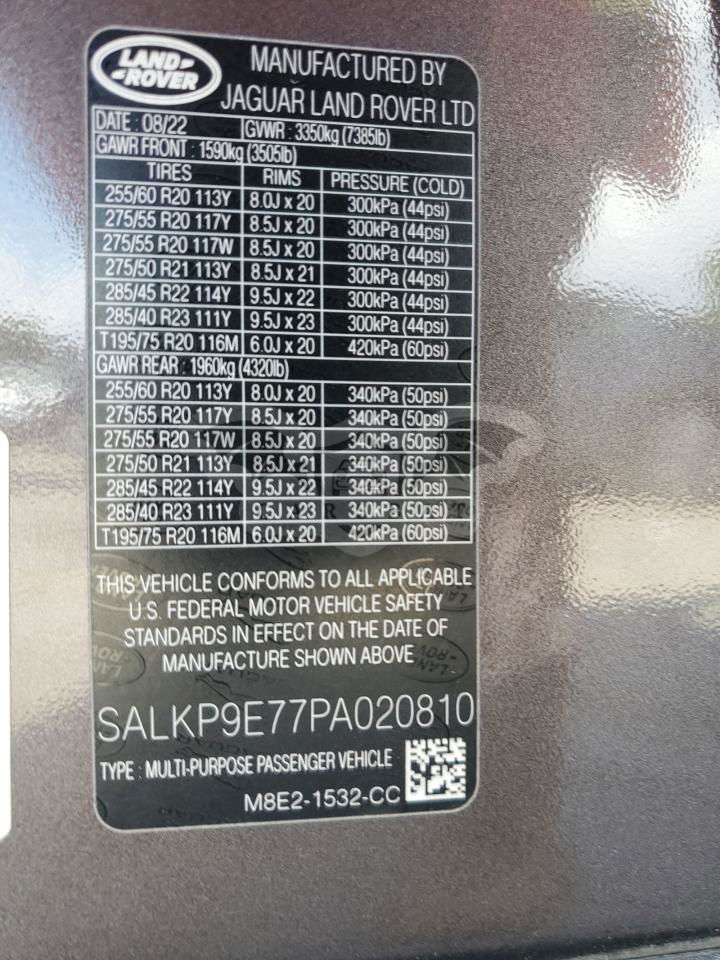 LAND-
-ROVER
MANUFACTURED BY
JAGUAR LAND ROVER LTD
DATE : 08/22 GVWR : 3350kg (7385lb)
GAWR FRONT : 1590kg (3505lb)
TIRES RIMS PRESSURE (COLD)
255/60 R20 113Y 8.0J x 20 300kPa (44psi)
275/55 R20 117Y 8.5J x 20 300kPa (44psi)
275/55 R20 117W 8.5J x 20 300kPa (44psi)
275/50 R21 113Y 8.5J x 21 300kPa (44psi)
285/45 R22 114Y 9.5J x 22 300kPa (44psi)
285/40 R23 111Y 9.5J x 23 300kPa (44psi)
T195/75 R20 116M 6.0J x 20 420kPa (60psi)
GAWR REAR : 1960kg (4320lb)
255/60 R20 113Y 8.0J x 20 340kPa (50psi)
275/55 R20 117Y 8.5J x 20 340kPa (50psi)
275/55 R20 117W 8.5J x 20 340kPa (50psi)
275/50 R21 113Y 8.5J x 21 340kPa (50psi)
285/45 R22 114Y 9.5J x 22 340kPa (50psi)
285/40 R23 111Y 9.5J x 23 340kPa (50psi)
T195/75 R20 116M 6.0J x 20 420kPa (60psi)
THIS VEHICLE CONFORMS TO ALL APPLICABLE
U.S. FEDERAL MOTOR VEHICLE SAFETY
STANDARDS IN EFFECT ON THE DATE OF
MANUFACTURE SHOWN ABOVE
SALKP9E77PA020810
TYPE : MULTI-PURPOSE PASSENGER VEHICLE
M8E2-1532-CC